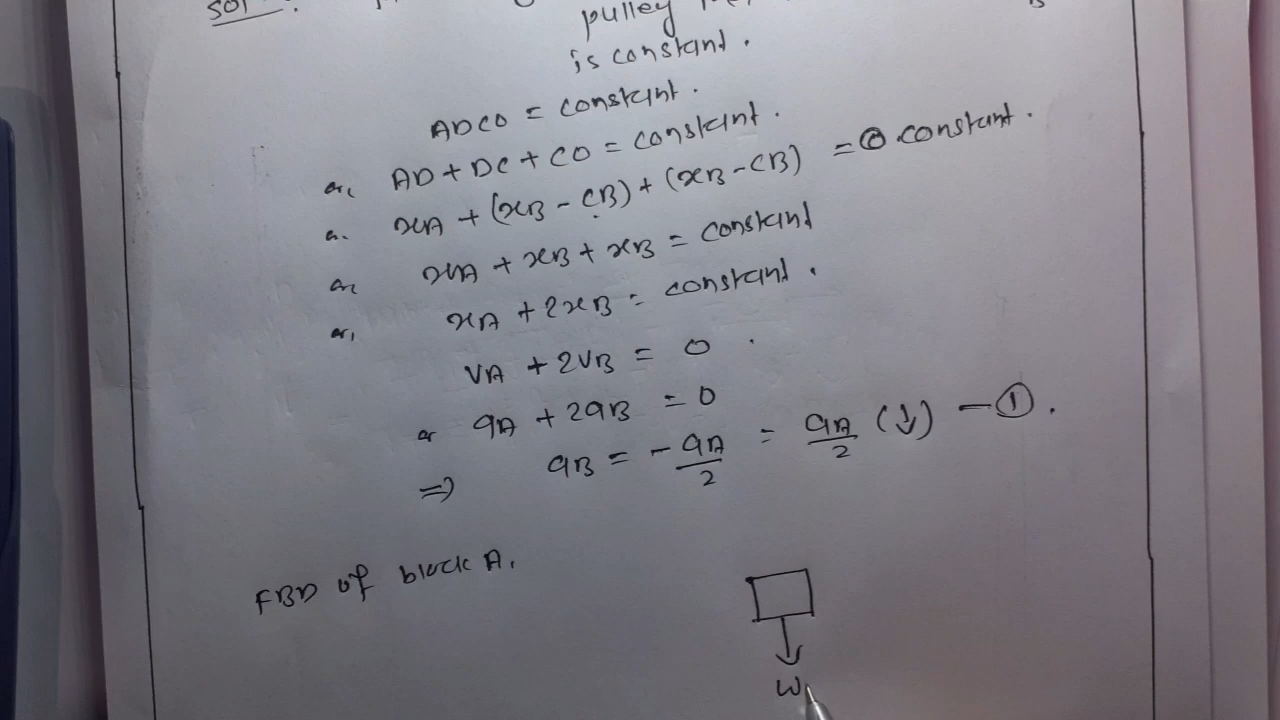 Sol :
pulley
is constant.
ADCO = constant.
or, AD + DC + CO = constant.
or xA + (xB - CB) + (xB - CB) = 0 constant.
or xA + xB + xB = constant
or, xA + 2xB = constant.
VA + 2VB = 0
or aA + 2aB = 0
⇒ aB = - aA/2 = aA/2 (↓) — ①.
FBD of block A.
W